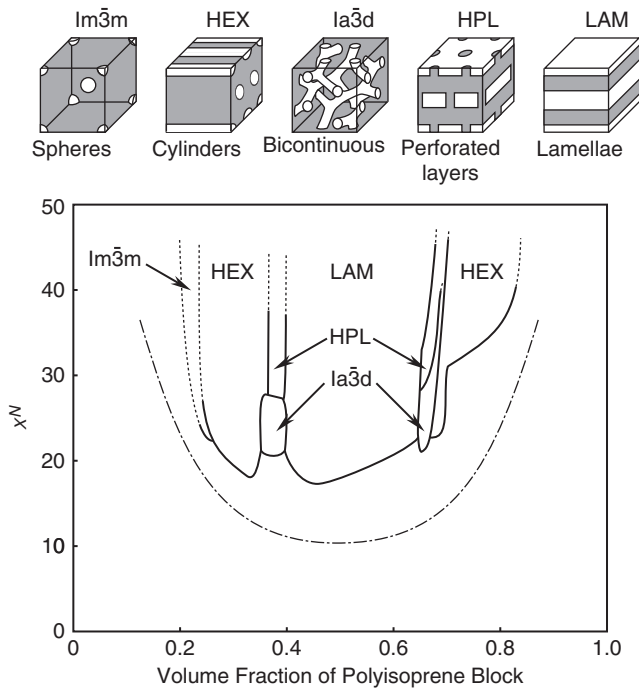 Im3̄m HEX Ia3̄d HPL LAM
Spheres Cylinders Bicontinuous Perforated layers Lamellae
50
40
30
20
10
0
χN
Im3̄m
HEX
LAM
HEX
HPL
Ia3̄d
0 0.2 0.4 0.6 0.8 1.0
Volume Fraction of Polyisoprene Block